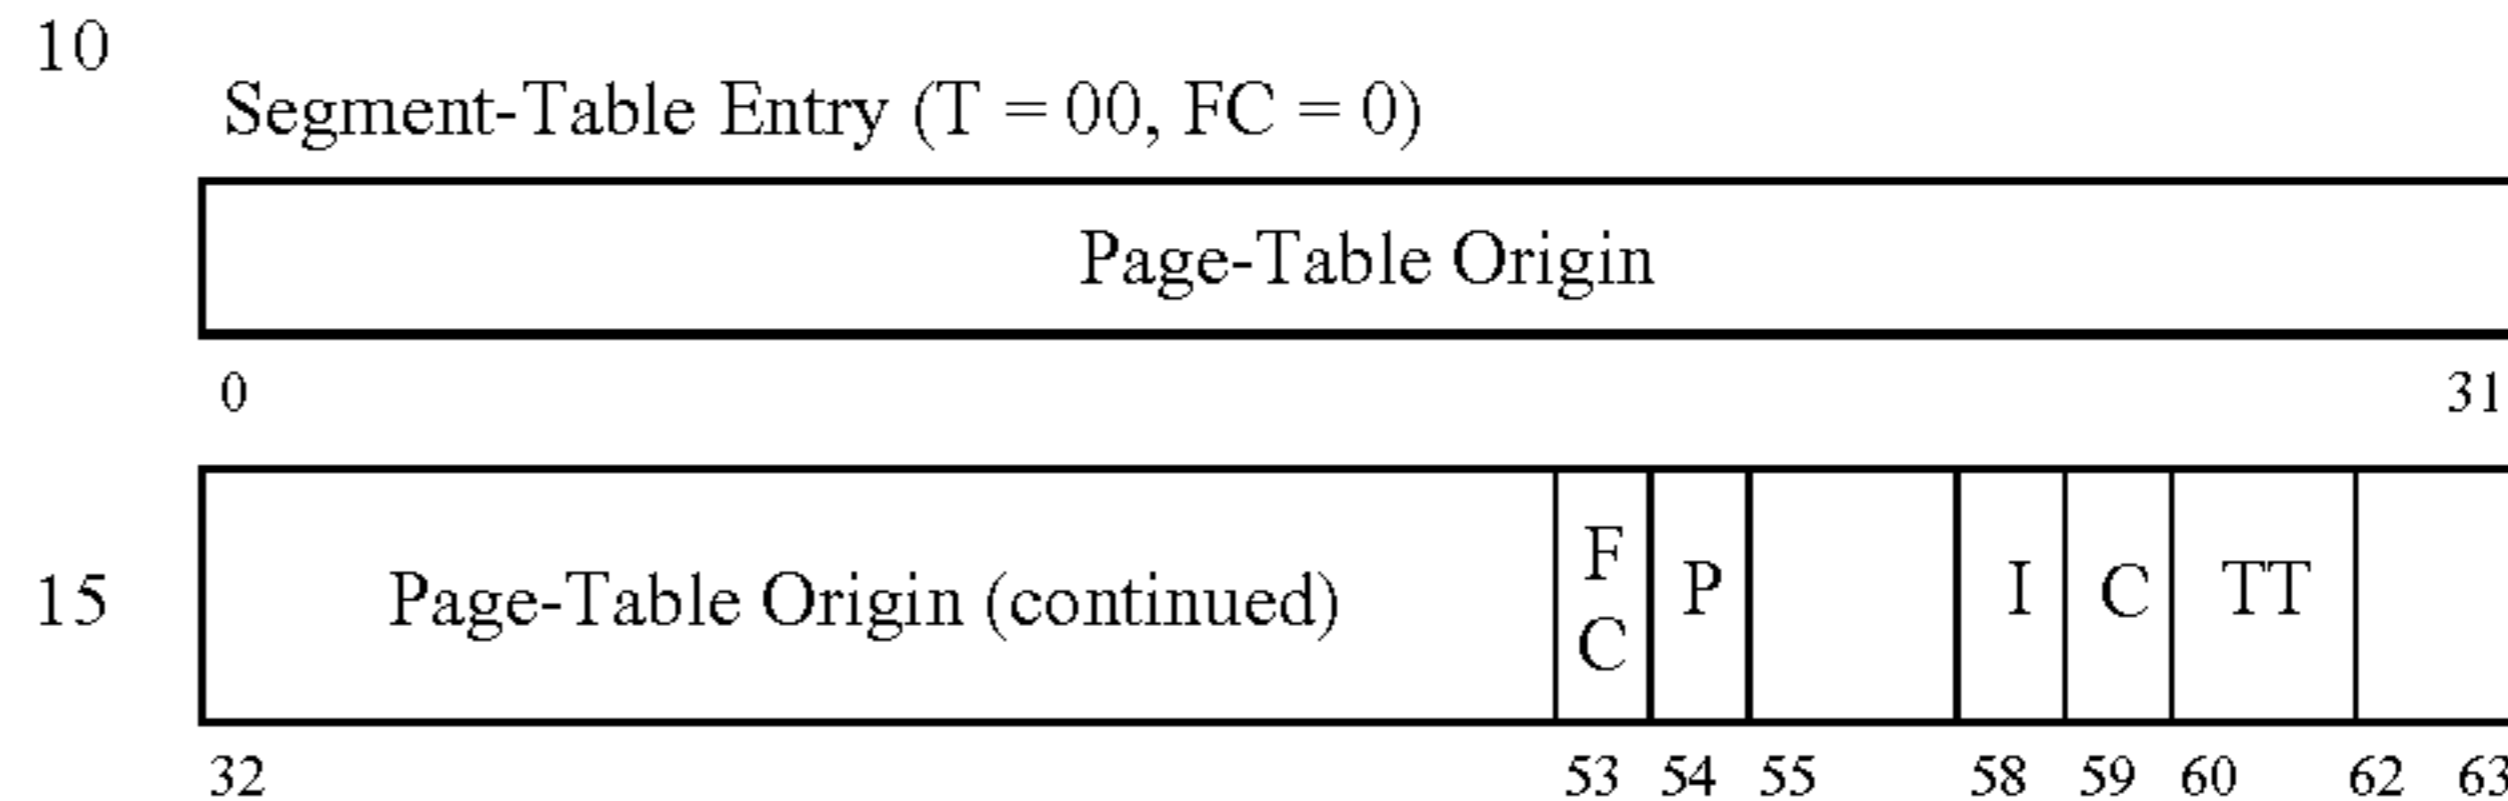 10
Segment-Table Entry (T = 00, FC = 0)
Page-Table Origin
0 31
15 Page-Table Origin (continued) F C P I C TT
32 53 54 55 58 59 60 62 63